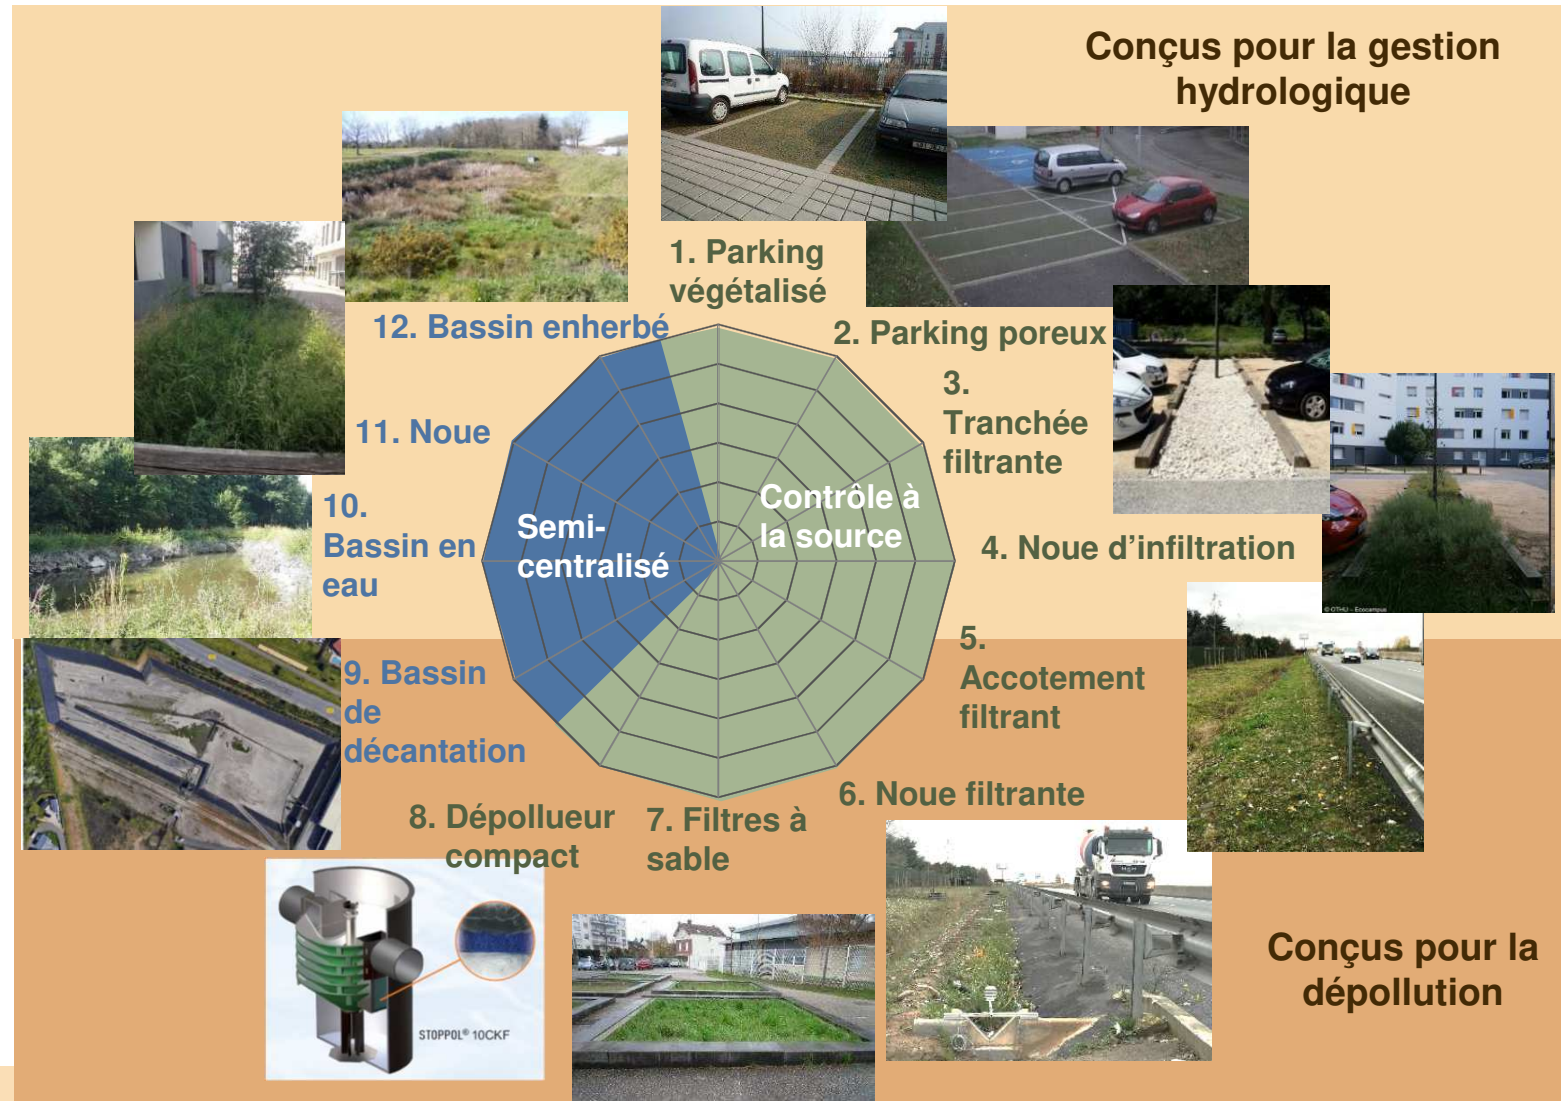 Conçus pour la gestion
hydrologique
1. Parking
végétalisé
2. Parking poreux
3.
Tranchée
filtrante
4. Noue d’infiltration
5.
Accotement
filtrant
6. Noue filtrante
7. Filtres à
sable
8. Dépollueur
compact
9. Bassin
de
décantation
10.
Bassin en
eau
11. Noue
12. Bassin enherbé
Semi-
centralisé
Contrôle à
la source
© OTHU – Ecocampus
STOPPOL® 10CKF
Conçus pour la
dépollution